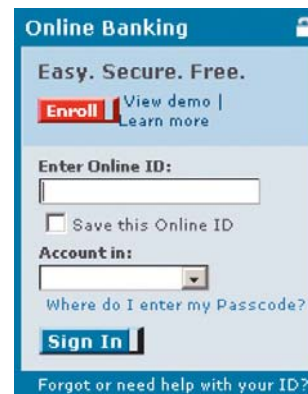 Online Banking
Easy. Secure. Free.
Enroll View demo |
Learn more
Enter Online ID:
Save this Online ID
Account in:
Where do I enter my Passcode?
Sign In
Forgot or need help with your ID?